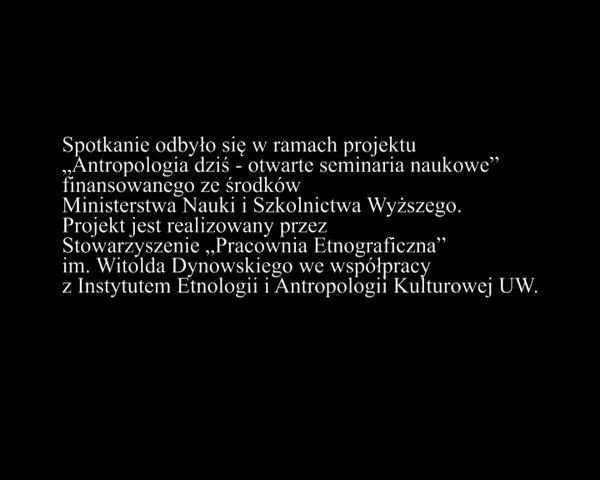 Spotkanie odbyło się w ramach projektu
„Antropologia dziś - otwarte seminaria naukowe”
finansowanego ze środków
Ministerstwa Nauki i Szkolnictwa Wyższego.
Projekt jest realizowany przez
Stowarzyszenie „Pracownia Etnograficzna”
im. Witolda Dynowskiego we współpracy
z Instytutem Etnologii i Antropologii Kulturowej UW.